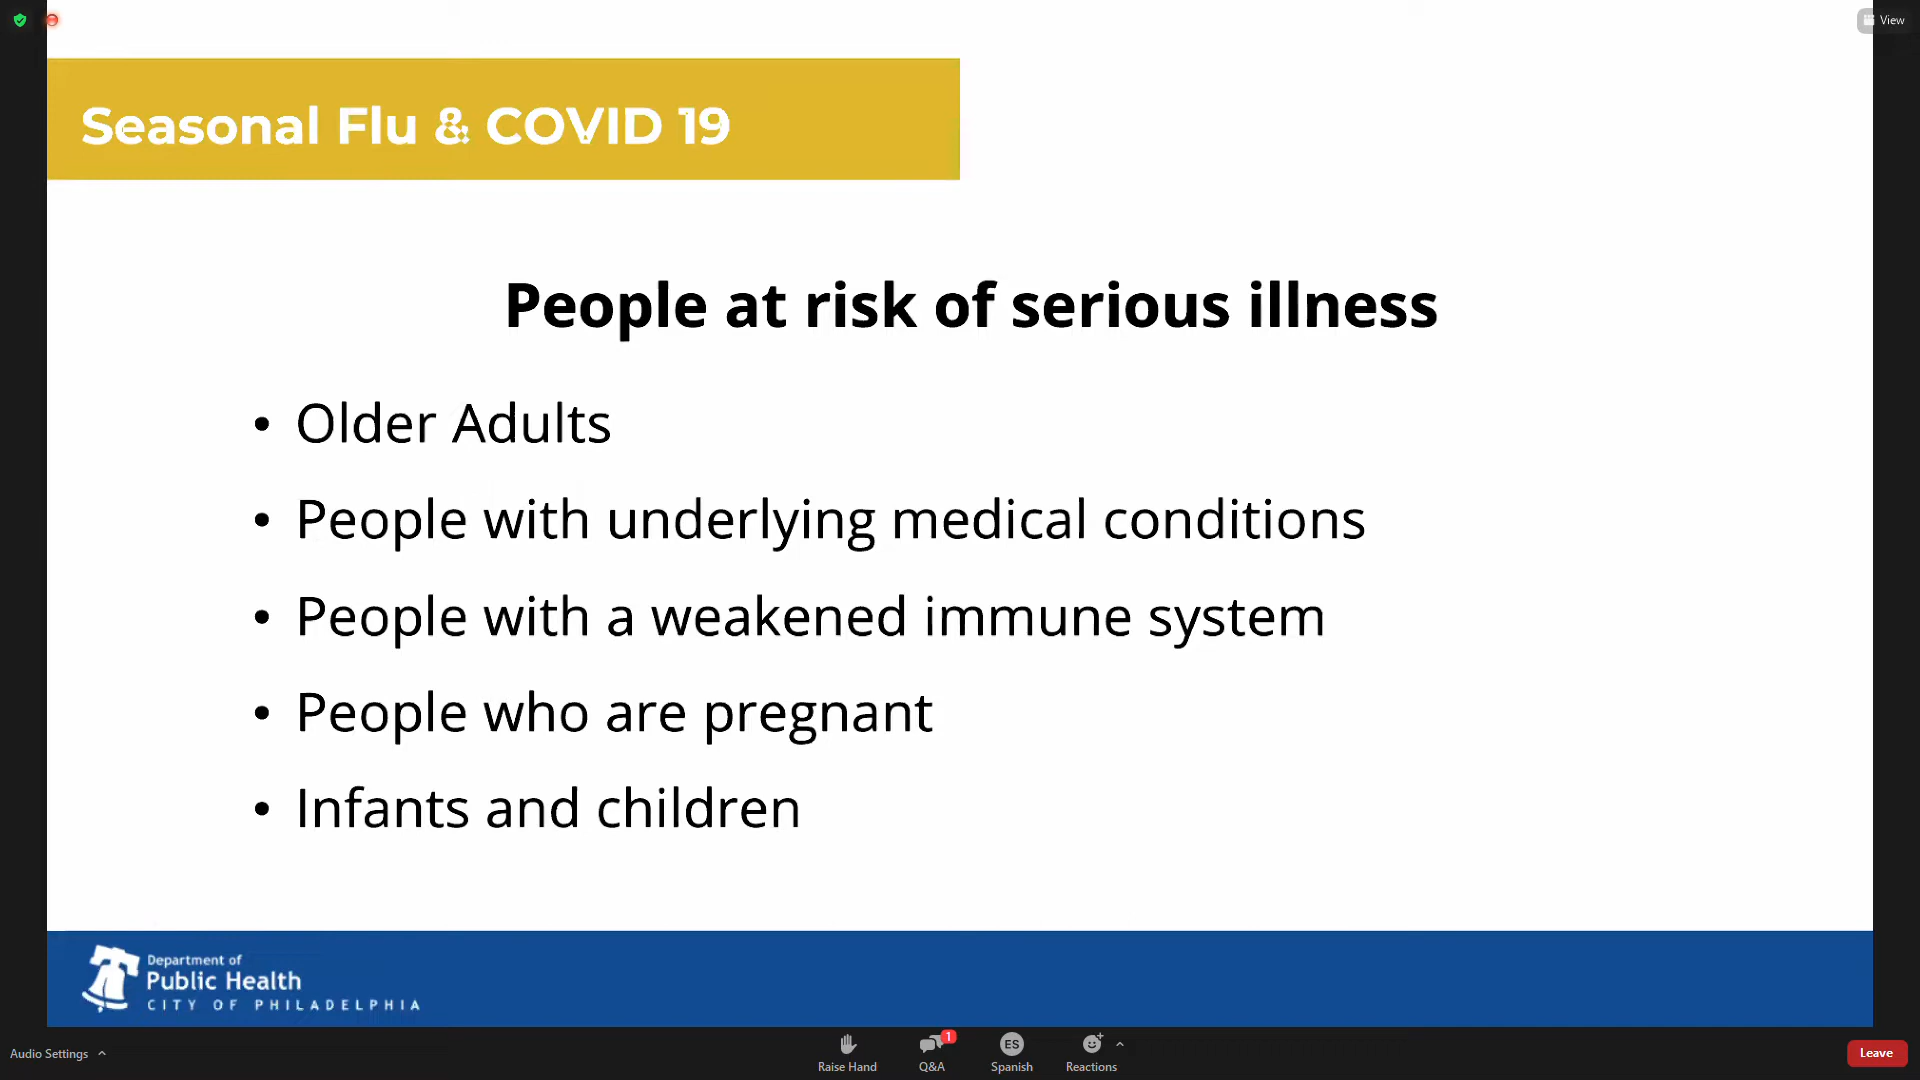 View
Seasonal Flu & COVID 19
People at risk of serious illness
• Older Adults
• People with underlying medical conditions
• People with a weakened immune system
• People who are pregnant
• Infants and children
Department of
Public Health
CITY OF PHILADELPHIA
Audio Settings
Raise Hand
1
Q&A
ES
Spanish
Reactions
Leave